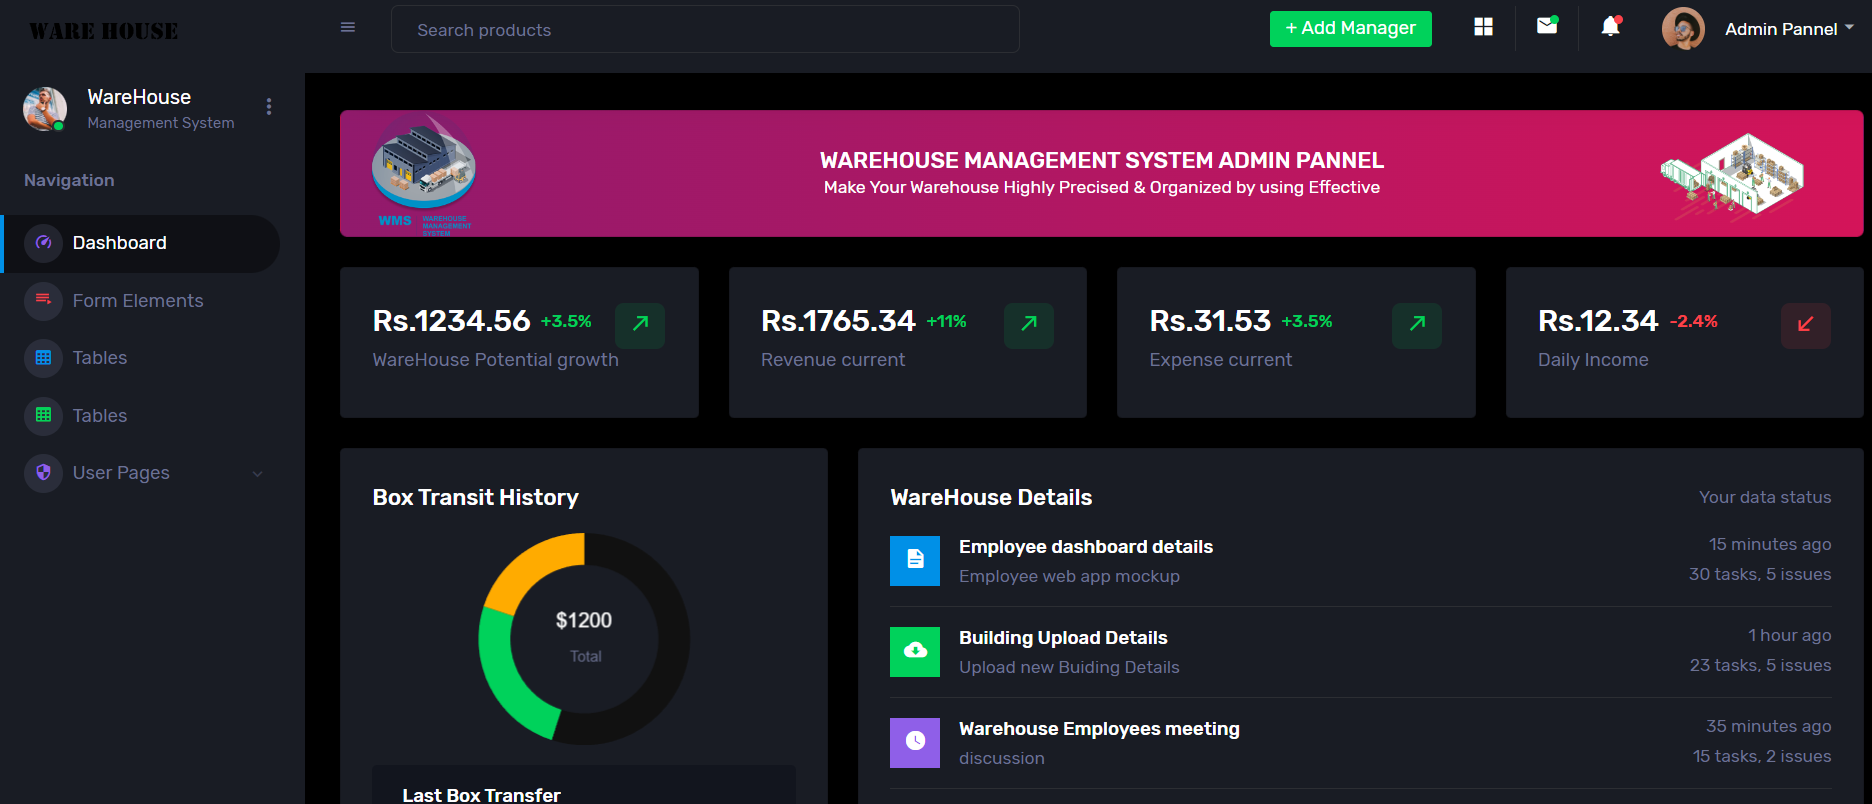 WARE HOUSE
Search products
+ Add Manager
Admin Pannel
WareHouse
Management System
Navigation
Dashboard
Form Elements
Tables
Tables
User Pages
WMS
WAREHOUSE
MANAGEMENT
SYSTEM
WAREHOUSE MANAGEMENT SYSTEM ADMIN PANNEL
Make Your Warehouse Highly Precised & Organized by using Effective
Rs.1234.56 +3.5%
WareHouse Potential growth
Rs.1765.34 +11%
Revenue current
Rs.31.53 +3.5%
Expense current
Rs.12.34 -2.4%
Daily Income
Box Transit History
$1200
Total
Last Box Transfer
WareHouse Details
Your data status
Employee dashboard details
15 minutes ago
Employee web app mockup
30 tasks, 5 issues
Building Upload Details
1 hour ago
Upload new Buiding Details
23 tasks, 5 issues
Warehouse Employees meeting
35 minutes ago
discussion
15 tasks, 2 issues